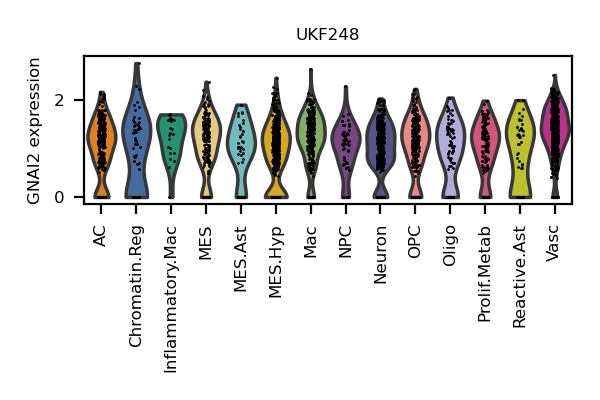 UKF248
GNAI2 expression
2
0
AC
Chromatin.Reg
Inflammatory.Mac
MES
MES.Ast
MES.Hyp
Mac
NPC
Neuron
OPC
Oligo
Prolif.Metab
Reactive.Ast
Vasc